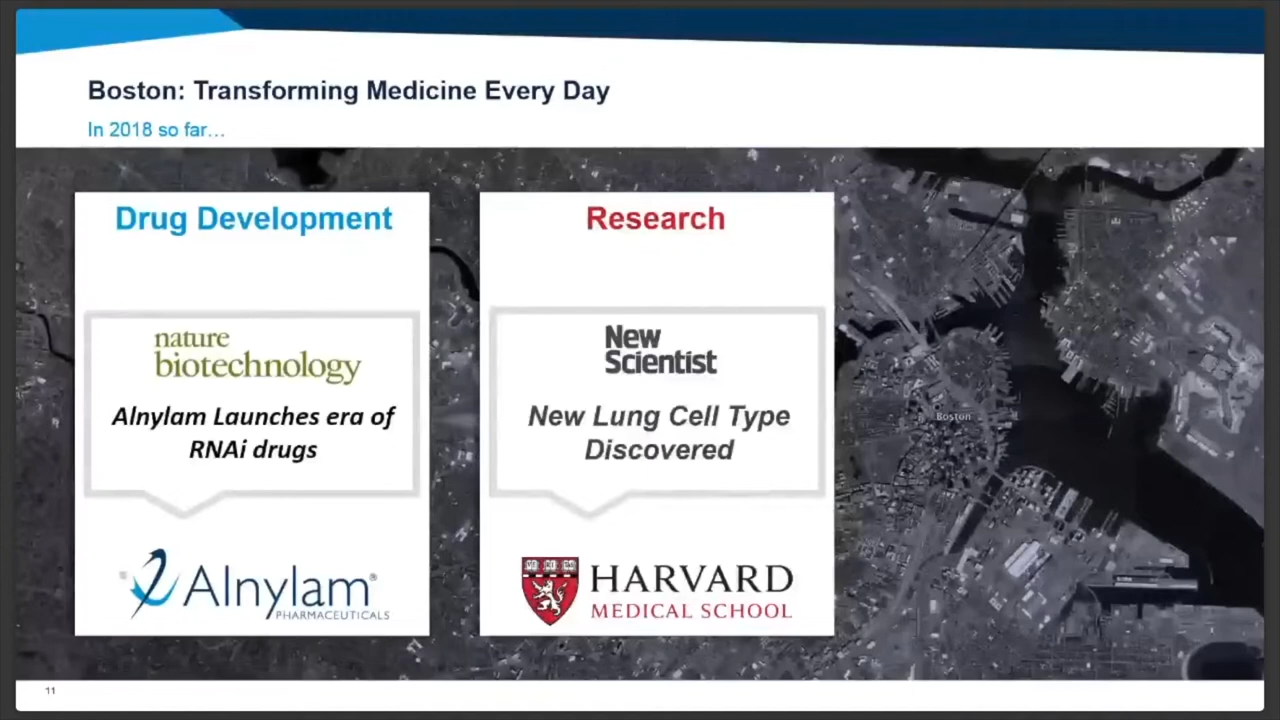 Boston: Transforming Medicine Every Day
In 2018 so far...
Drug Development
nature
biotechnology
Alnylam Launches era of
RNAi drugs
Alnylam®
PHARMACEUTICALS
Research
New
Scientist
New Lung Cell Type
Discovered
HARVARD
MEDICAL SCHOOL
Boston
11